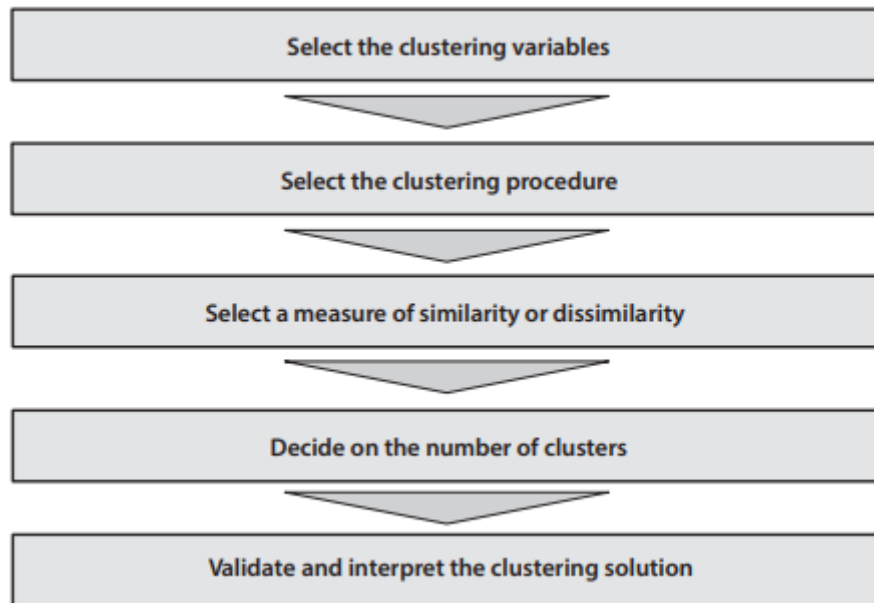 Select the clustering variables
Select the clustering procedure
Select a measure of similarity or dissimilarity
Decide on the number of clusters
Validate and interpret the clustering solution